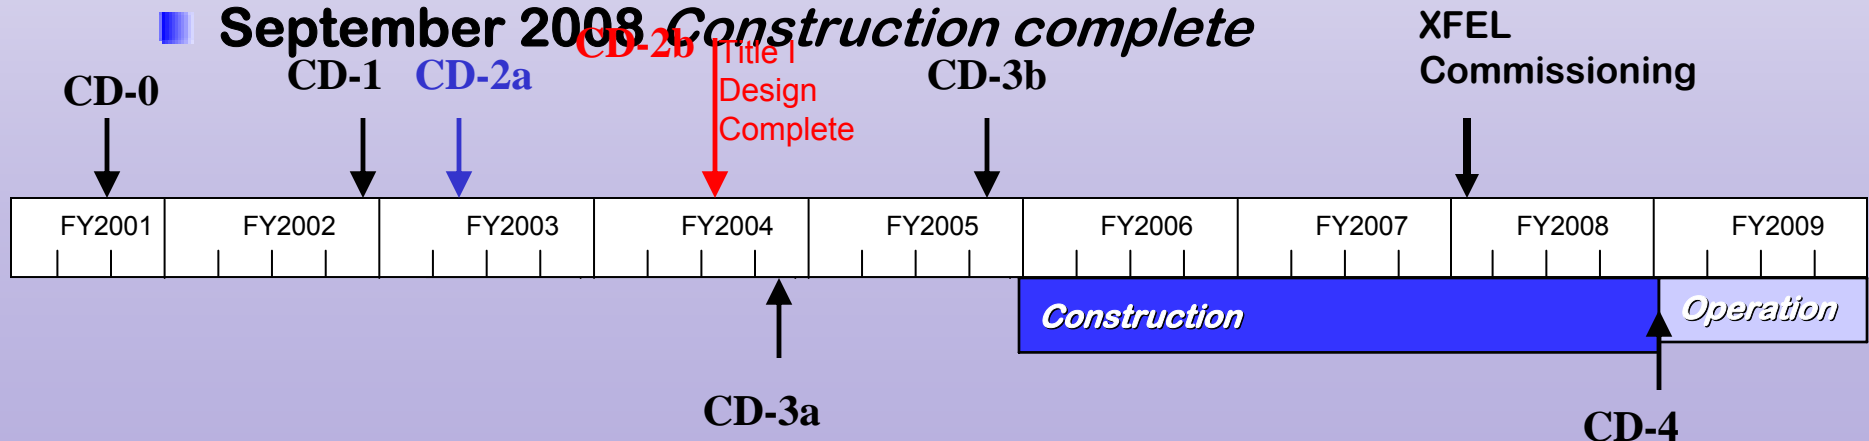 September 2008 Construction complete
CD-0
CD-1
CD-2a
CD-2b
Title I
Design
Complete
CD-3b
XFEL
Commissioning
FY2001
FY2002
FY2003
FY2004
FY2005
FY2006
FY2007
FY2008
FY2009
Construction
Operation
CD-3a
CD-4